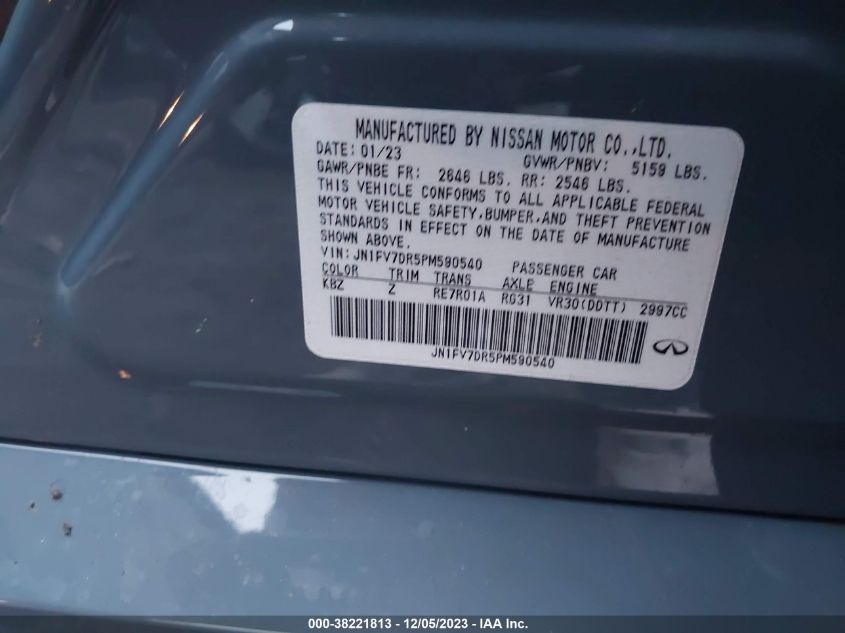 MANUFACTURED BY NISSAN MOTOR CO.,LTD.
DATE: 01/23 GVWR/PNBV: 5159 LBS.
GAWR/PNBE FR: 2646 LBS. RR: 2546 LBS.
THIS VEHICLE CONFORMS TO ALL APPLICABLE FEDERAL
MOTOR VEHICLE SAFETY,BUMPER,AND THEFT PREVENTION
STANDARDS IN EFFECT ON THE DATE OF MANUFACTURE
SHOWN ABOVE.
VIN: JN1FV7DR5PM590540 PASSENGER CAR
COLOR TRIM TRANS AXLE ENGINE
KBZ Z RE7R01A RG31 VR30(DDTT) 2997CC
JN1FV7DR5PM590540
000-38221813 - 12/05/2023 - IAA